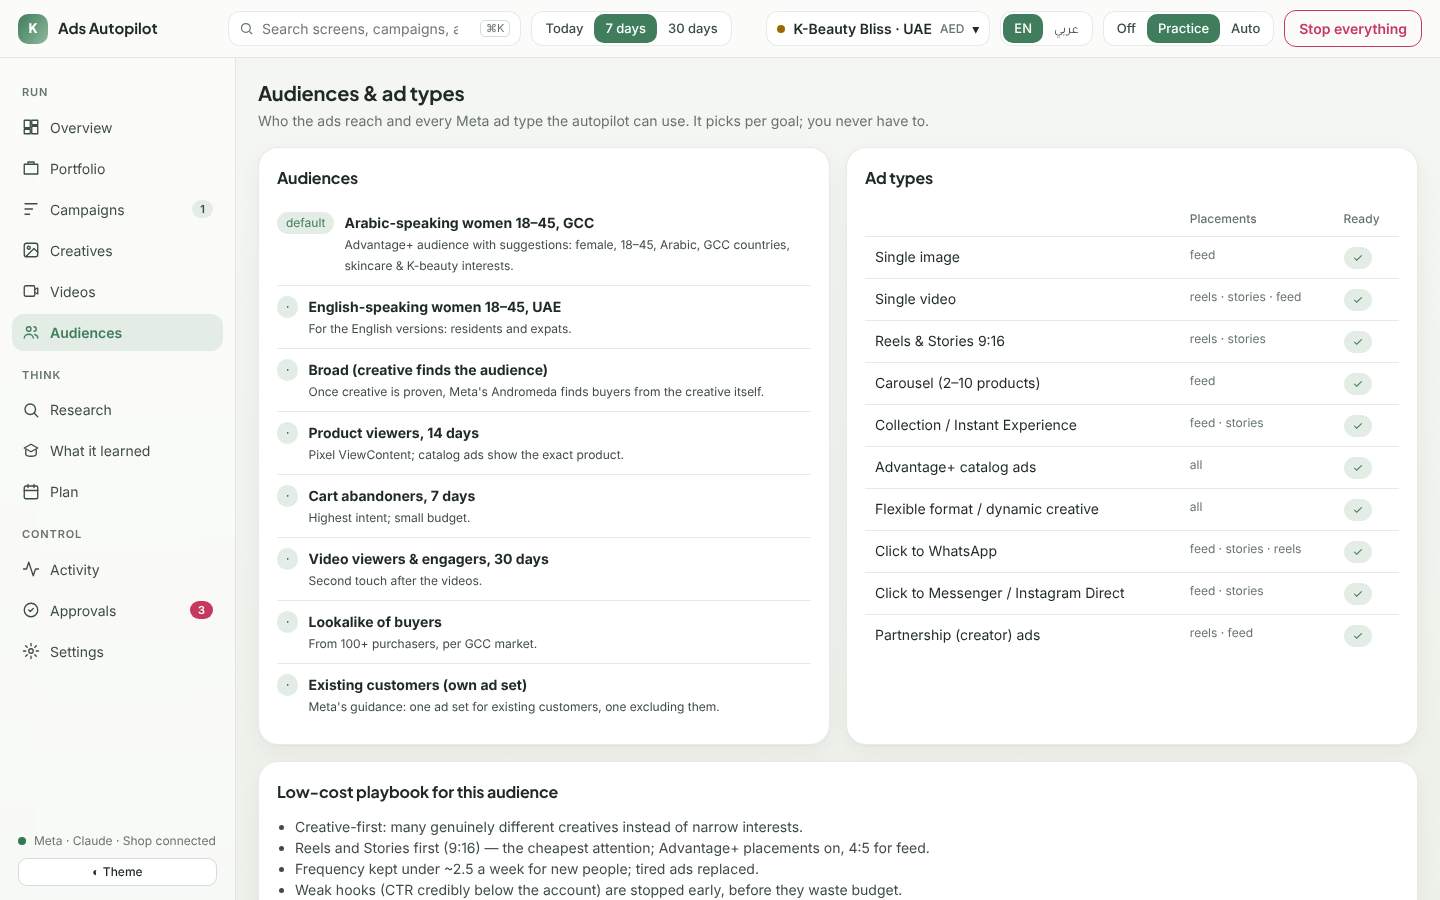 K
Ads Autopilot
Search screens, campaigns, a
⌘K
Today
7 days
30 days
K-Beauty Bliss · UAE AED ▾
EN
عربي
Off
Practice
Auto
Stop everything
RUN
Overview
Portfolio
Campaigns
1
Creatives
Videos
Audiences
THINK
Research
What it learned
Plan
CONTROL
Activity
Approvals
3
Settings
Meta · Claude · Shop connected
Theme
Audiences & ad types
Who the ads reach and every Meta ad type the autopilot can use. It picks per goal; you never have to.
Audiences
default
Arabic-speaking women 18–45, GCC
Advantage+ audience with suggestions: female, 18–45, Arabic, GCC countries,
skincare & K-beauty interests.
· English-speaking women 18–45, UAE
For the English versions: residents and expats.
· Broad (creative finds the audience)
Once creative is proven, Meta's Andromeda finds buyers from the creative itself.
· Product viewers, 14 days
Pixel ViewContent; catalog ads show the exact product.
· Cart abandoners, 7 days
Highest intent; small budget.
· Video viewers & engagers, 30 days
Second touch after the videos.
· Lookalike of buyers
From 100+ purchasers, per GCC market.
· Existing customers (own ad set)
Meta's guidance: one ad set for existing customers, one excluding them.
Ad types
Placements Ready
Single image feed ✓
Single video reels · stories · feed ✓
Reels & Stories 9:16 reels · stories ✓
Carousel (2–10 products) feed ✓
Collection / Instant Experience feed · stories ✓
Advantage+ catalog ads all ✓
Flexible format / dynamic creative all ✓
Click to WhatsApp feed · stories · reels ✓
Click to Messenger / Instagram Direct feed · stories ✓
Partnership (creator) ads reels · feed ✓
Low-cost playbook for this audience
• Creative-first: many genuinely different creatives instead of narrow interests.
• Reels and Stories first (9:16) — the cheapest attention; Advantage+ placements on, 4:5 for feed.
• Frequency kept under ~2.5 a week for new people; tired ads replaced.
• Weak hooks (CTR credibly below the account) are stopped early, before they waste budget.